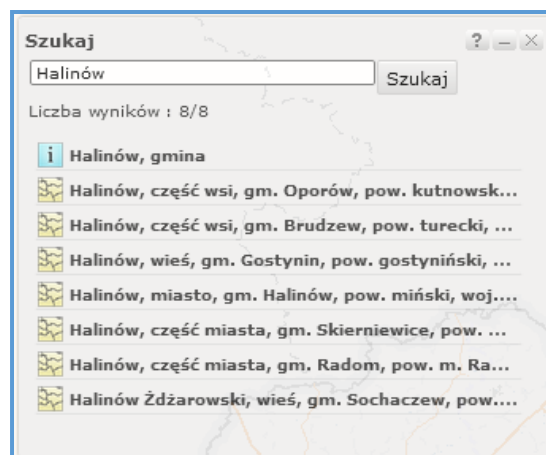 Szukaj
? – ×
Halinów Szukaj
Liczba wyników : 8/8
i Halinów, gmina
Halinów, część wsi, gm. Oporów, pow. kutnowsk...
Halinów, część wsi, gm. Brudzew, pow. turecki, ...
Halinów, wieś, gm. Gostynin, pow. gostyniński, ...
Halinów, miasto, gm. Halinów, pow. miński, woj....
Halinów, część miasta, gm. Skierniewice, pow. ...
Halinów, część miasta, gm. Radom, pow. m. Ra...
Halinów Żdżarowski, wieś, gm. Sochaczew, pow....